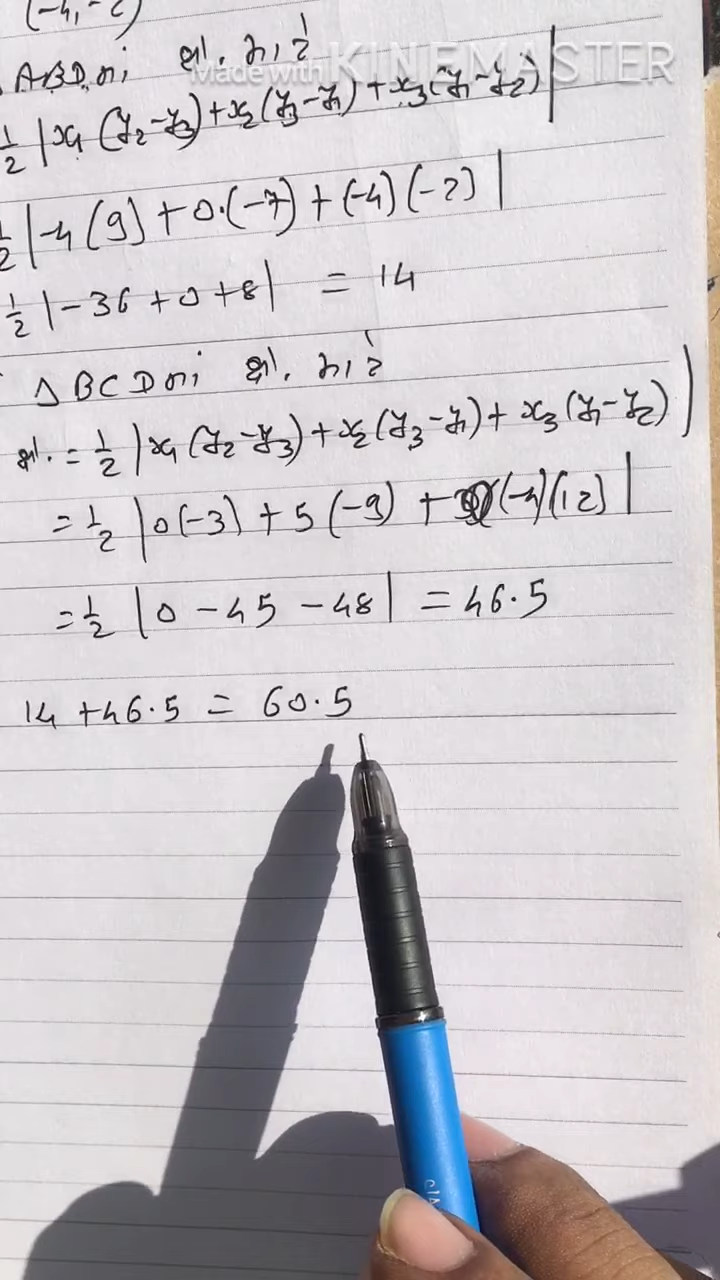 (-4, -2)
ABD ના ક્ષે. માટે
Made with KINEMASTER
1/2 |x₁(y₂-y₃)+x₂(y₃-y₁)+x₃(y₁-y₂)|
1/2 |-4(9)+0.(-7)+(-4)(-2)|
1/2 |-36+0+8| = 14
△BCD ના ક્ષે. માટે
ક્ષે. = 1/2 |x₁(y₂-y₃)+x₂(y₃-y₁)+x₃(y₁-y₂)|
= 1/2 |0(-3)+5(-9)+(-4)(12)|
= 1/2 |0-45-48| = 46.5
14+46.5 = 60.5